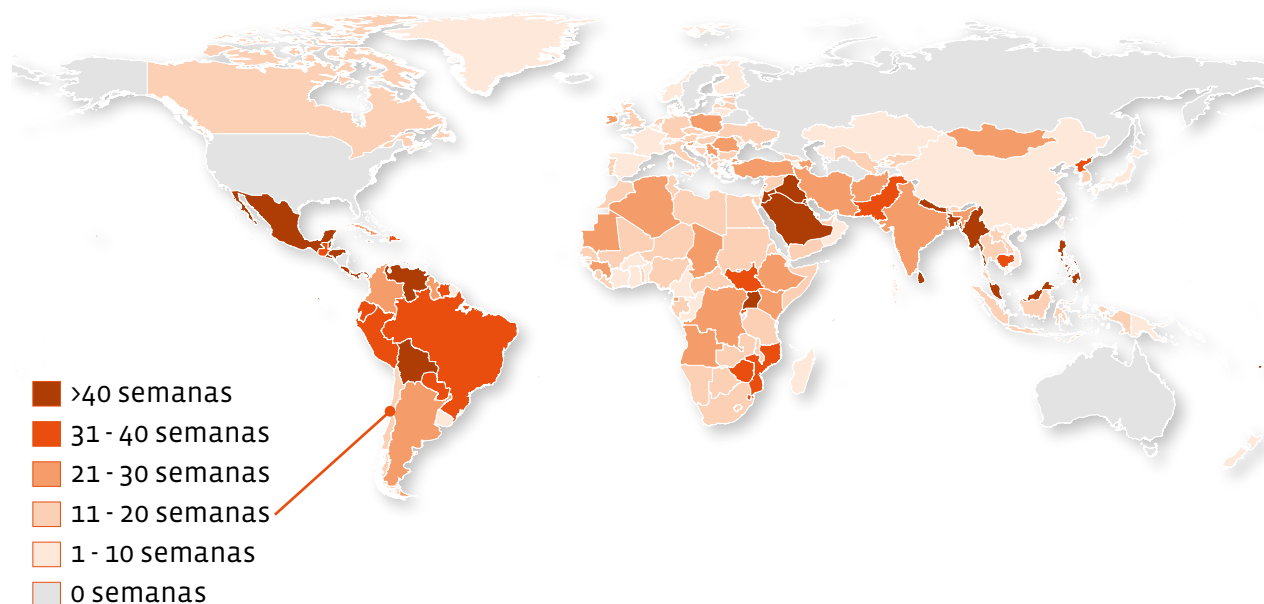 >40 semanas
31 - 40 semanas
21 - 30 semanas
11 - 20 semanas
1 - 10 semanas
0 semanas